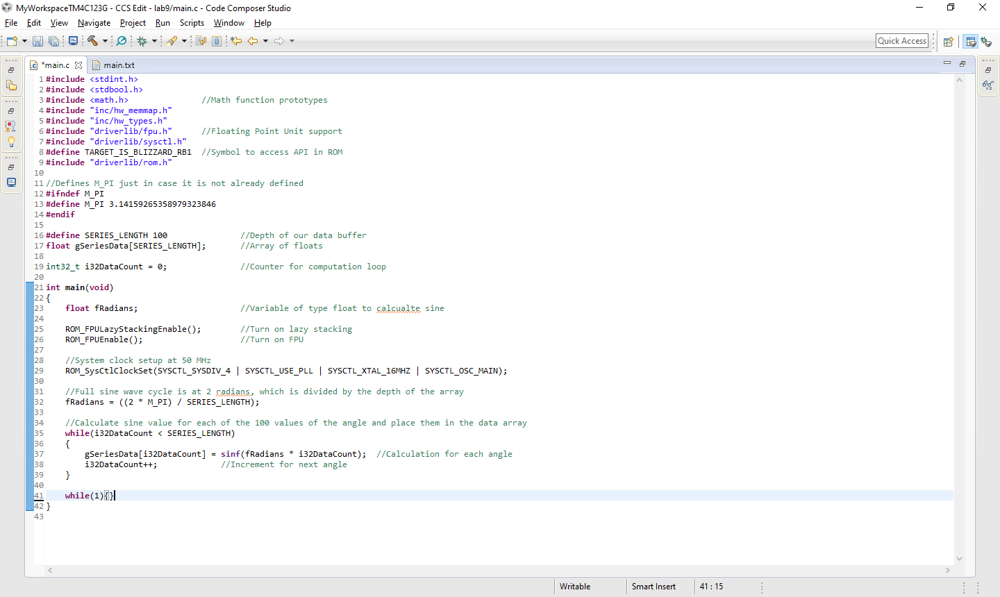 MyWorkspaceTM4C123G - CCS Edit - lab9/main.c - Code Composer Studio
File Edit View Navigate Project Run Scripts Window Help
Quick Access
*main.c main.txt
1 #include <stdint.h>
2 #include <stdbool.h>
3 #include <math.h> //Math function prototypes
4 #include "inc/hw_memmap.h"
5 #include "inc/hw_types.h"
6 #include "driverlib/fpu.h" //Floating Point Unit support
7 #include "driverlib/sysctl.h"
8 #define TARGET_IS_BLIZZARD_RB1 //Symbol to access API in ROM
9 #include "driverlib/rom.h"
10
11 //Defines M_PI just in case it is not already defined
12 #ifndef M_PI
13 #define M_PI 3.14159265358979323846
14 #endif
15
16 #define SERIES_LENGTH 100 //Depth of our data buffer
17 float gSeriesData[SERIES_LENGTH]; //Array of floats
18
19 int32_t i32DataCount = 0; //Counter for computation loop
20
21 int main(void)
22 {
23 float fRadians; //Variable of type float to calcualte sine
24
25 ROM_FPULazyStackingEnable(); //Turn on lazy stacking
26 ROM_FPUEnable(); //Turn on FPU
27
28 //System clock setup at 50 MHz
29 ROM_SysCtlClockSet(SYSCTL_SYSDIV_4 | SYSCTL_USE_PLL | SYSCTL_XTAL_16MHZ | SYSCTL_OSC_MAIN);
30
31 //Full sine wave cycle is at 2 radians, which is divided by the depth of the array
32 fRadians = ((2 * M_PI) / SERIES_LENGTH);
33
34 //Calculate sine value for each of the 100 values of the angle and place them in the data array
35 while(i32DataCount < SERIES_LENGTH)
36 {
37 gSeriesData[i32DataCount] = sinf(fRadians * i32DataCount); //Calculation for each angle
38 i32DataCount++; //Increment for next angle
39 }
40
41 while(1){}
42 }
43
Writable Smart Insert 41 : 15